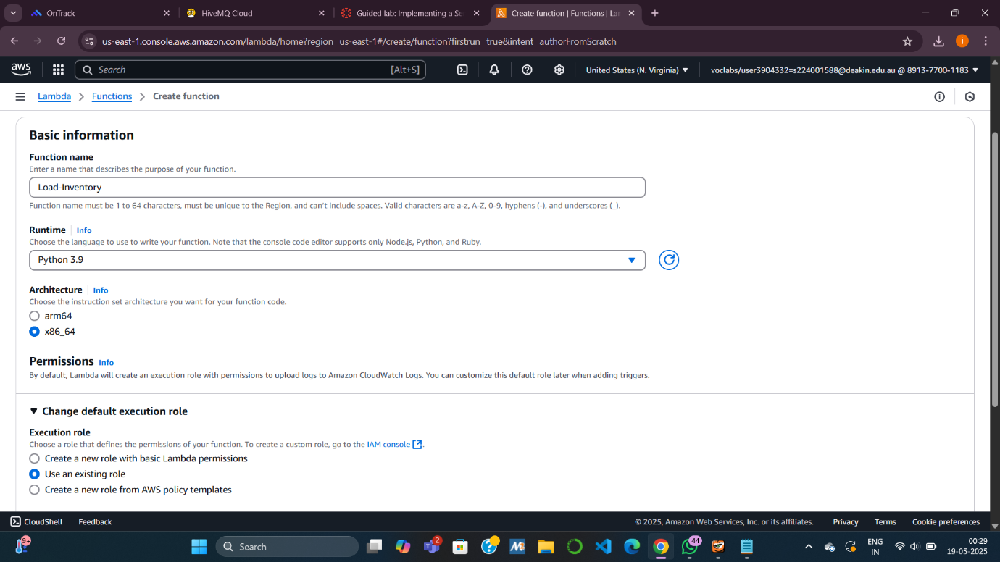 OnTrack
HiveMQ Cloud
Guided lab: Implementing a Se
Create function | Functions | La
us-east-1.console.aws.amazon.com/lambda/home?region=us-east-1#/create/function?firstrun=true&intent=authorFromScratch
j
aws
Search
[Alt+S]
United States (N. Virginia)
voclabs/user3904332=s224001588@deakin.edu.au @ 8913-7700-1183
Lambda
Functions
Create function
Basic information
Function name
Enter a name that describes the purpose of your function.
Load-Inventory
Function name must be 1 to 64 characters, must be unique to the Region, and can't include spaces. Valid characters are a-z, A-Z, 0-9, hyphens (-), and underscores (_).
Runtime Info
Choose the language to use to write your function. Note that the console code editor supports only Node.js, Python, and Ruby.
Python 3.9
Architecture Info
Choose the instruction set architecture you want for your function code.
arm64
x86_64
Permissions Info
By default, Lambda will create an execution role with permissions to upload logs to Amazon CloudWatch Logs. You can customize this default role later when adding triggers.
Change default execution role
Execution role
Choose a role that defines the permissions of your function. To create a custom role, go to the IAM console.
Create a new role with basic Lambda permissions
Use an existing role
Create a new role from AWS policy templates
CloudShell
Feedback
© 2025, Amazon Web Services, Inc. or its affiliates.
Privacy
Terms
Cookie preferences
9+
Search
2
44
ENG
IN
00:29
19-05-2025